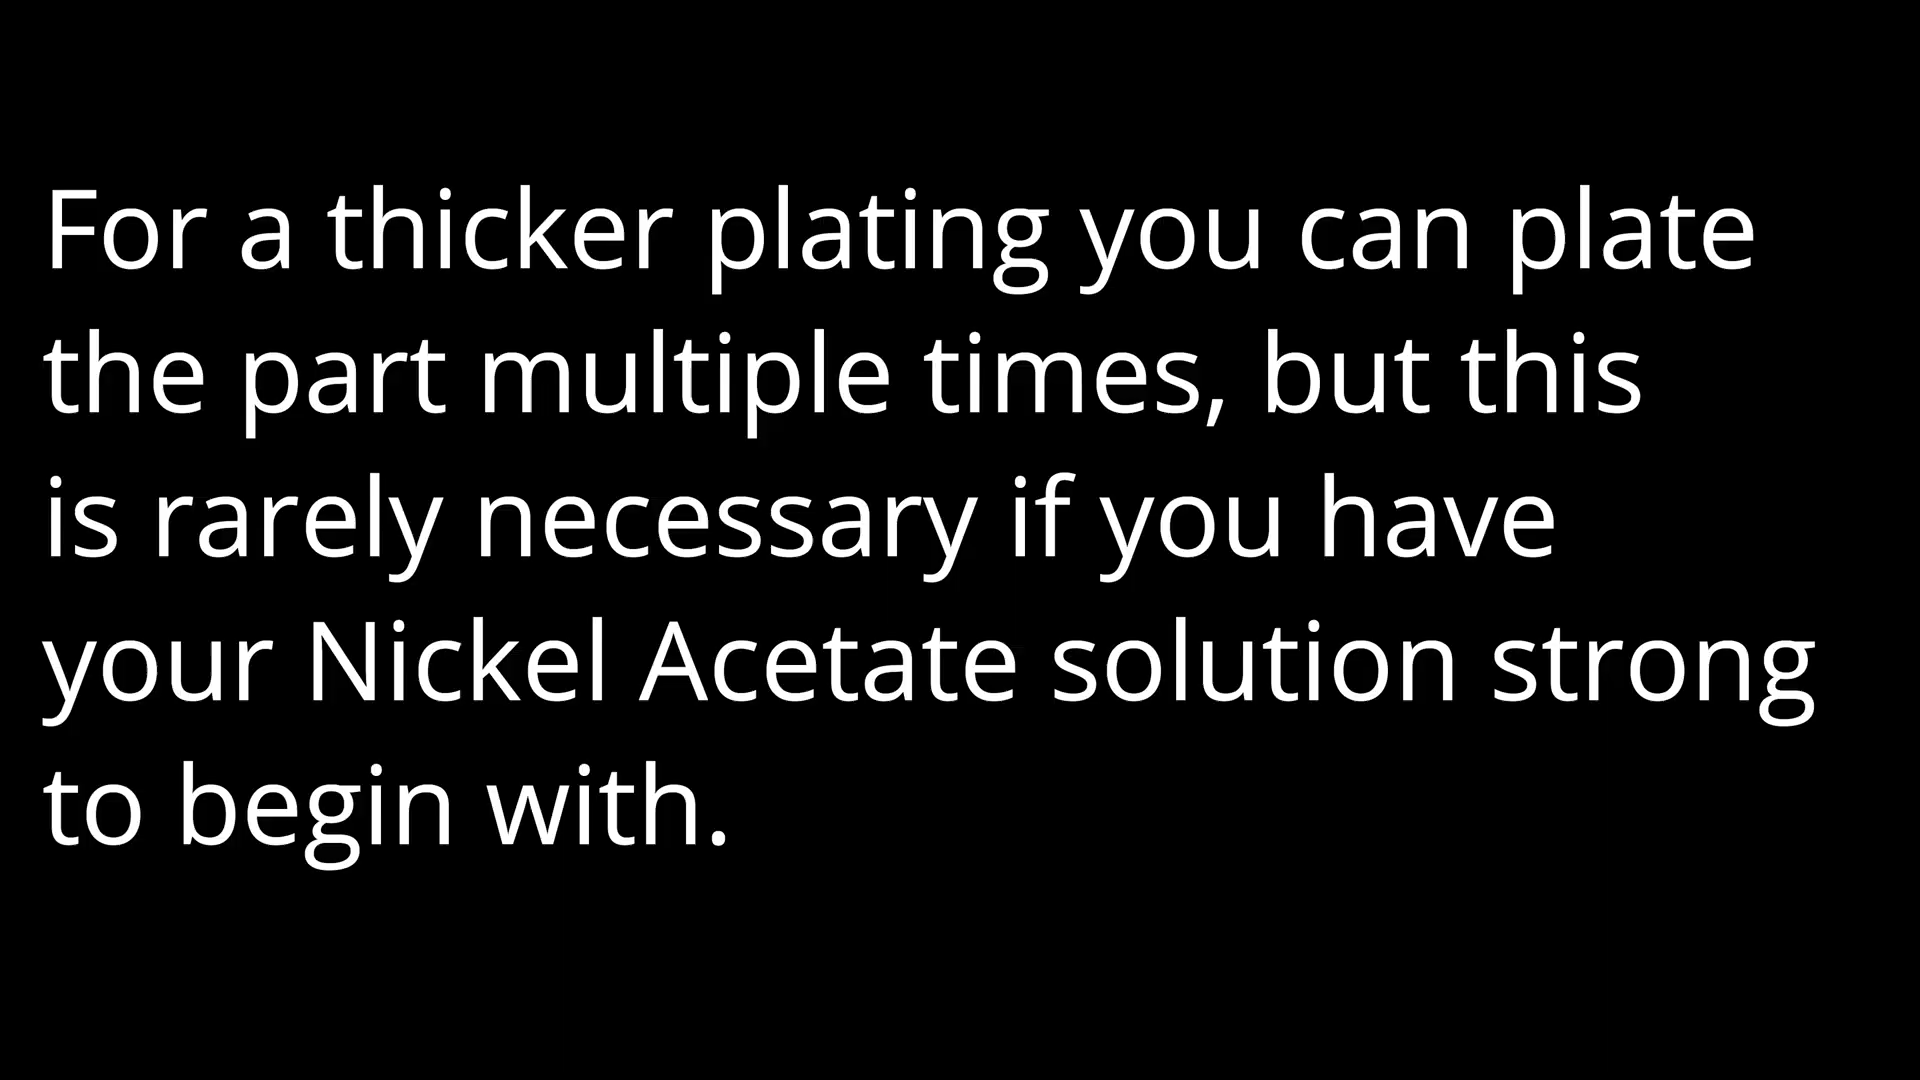 For a thicker plating you can plate
the part multiple times, but this
is rarely necessary if you have
your Nickel Acetate solution strong
to begin with.